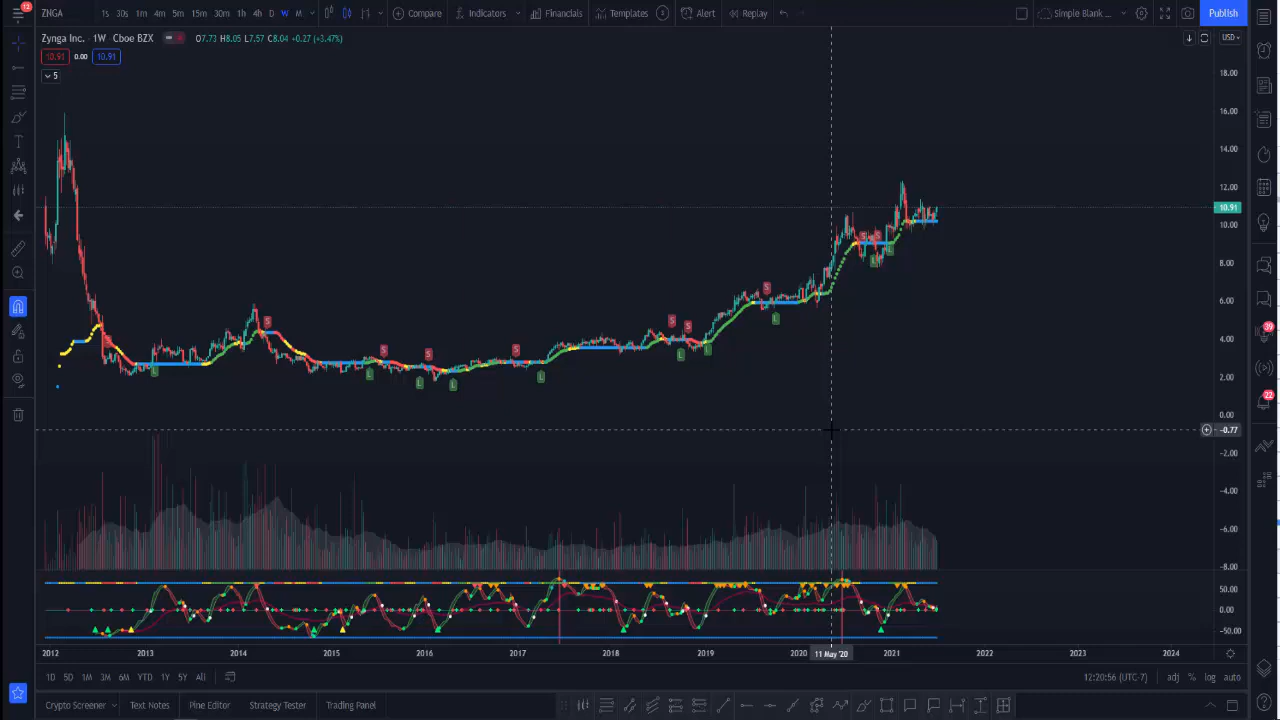 12
ZNGA 1s 30s 1m 4m 5m 15m 30m 1h 4h D W M Compare Indicators Financials Templates Alert Replay Simple Blank ... Publish
Zynga Inc. · 1W · Cboe BZX O7.73 H8.05 L7.57 C8.04 +0.27 (+3.47%) USD
10.91 0.00 10.91
5
18.00
16.00
14.00
12.00
10.91
10.00
8.00
6.00
4.00
2.00
0.00
-0.77
-2.00
-4.00
-6.00
-8.00
50.00
0.00
-50.00
S S S S S S S S S S
L L L L L L L L L L
39
22
2012 2013 2014 2015 2016 2017 2018 2019 2020 11 May '20 2021 2022 2023 2024
1D 5D 1M 3M 6M YTD 1Y 5Y All 12:20:56 (UTC-7) adj % log auto
Crypto Screener Text Notes Pine Editor Strategy Tester Trading Panel